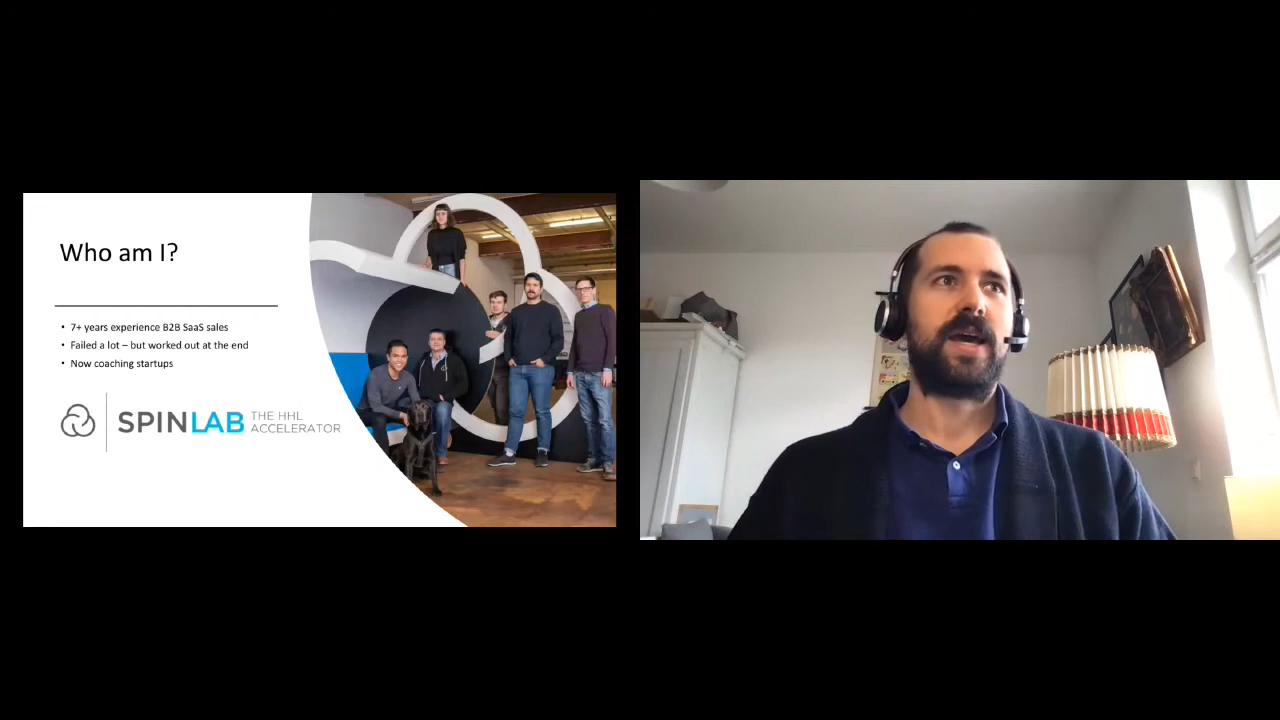 Who am I?
• 7+ years experience B2B SaaS sales
• Failed a lot – but worked out at the end
• Now coaching startups
SPINLAB THE HHL
ACCELERATOR